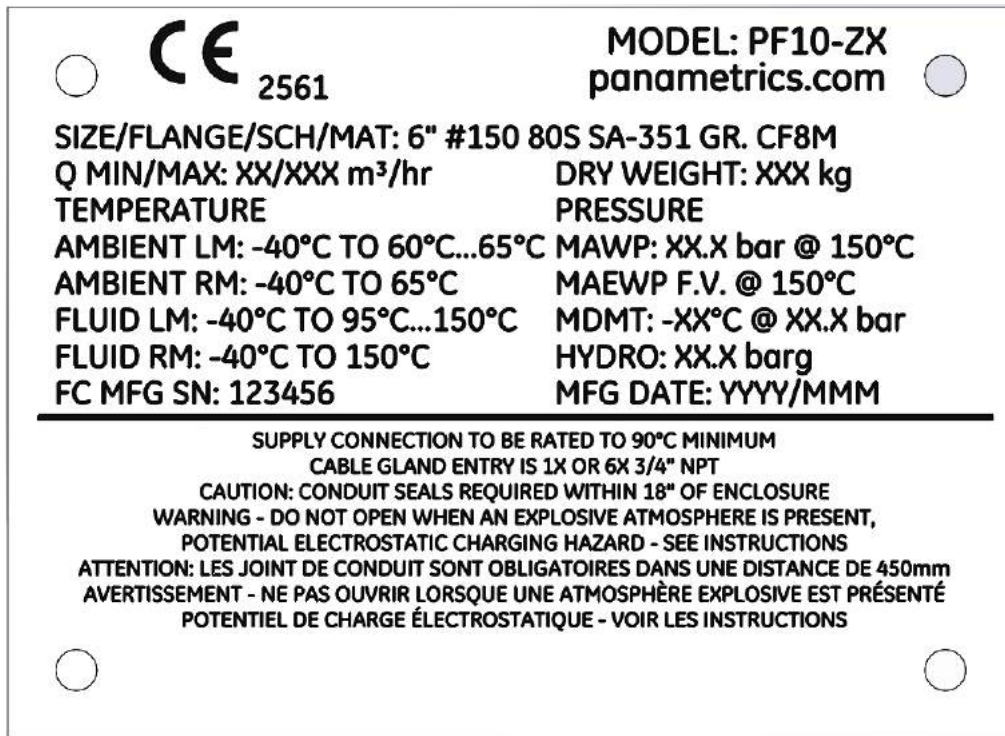 CE 2561
MODEL: PF10-ZX
panametrics.com
SIZE/FLANGE/SCH/MAT: 6" #150 80S SA-351 GR. CF8M
Q MIN/MAX: XX/XXX m³/hr DRY WEIGHT: XXX kg
TEMPERATURE PRESSURE
AMBIENT LM: -40°C TO 60°C...65°C MAWP: XX.X bar @ 150°C
AMBIENT RM: -40°C TO 65°C MAEWP F.V. @ 150°C
FLUID LM: -40°C TO 95°C...150°C MDMT: -XX°C @ XX.X bar
FLUID RM: -40°C TO 150°C HYDRO: XX.X barg
FC MFG SN: 123456 MFG DATE: YYYY/MMM
SUPPLY CONNECTION TO BE RATED TO 90°C MINIMUM
CABLE GLAND ENTRY IS 1X OR 6X 3/4" NPT
CAUTION: CONDUIT SEALS REQUIRED WITHIN 18" OF ENCLOSURE
WARNING - DO NOT OPEN WHEN AN EXPLOSIVE ATMOSPHERE IS PRESENT,
POTENTIAL ELECTROSTATIC CHARGING HAZARD - SEE INSTRUCTIONS
ATTENTION: LES JOINT DE CONDUIT SONT OBLIGATOIRES DANS UNE DISTANCE DE 450mm
AVERTISSEMENT - NE PAS OUVRIR LORSQUE UNE ATMOSPHÈRE EXPLOSIVE EST PRÉSENTÉ
POTENTIEL DE CHARGE ÉLECTROSTATIQUE - VOIR LES INSTRUCTIONS